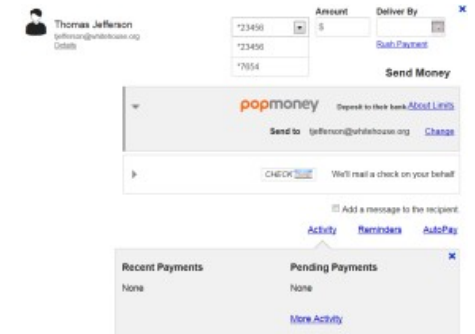 Amount Deliver By
Thomas Jefferson
tjefferson@whitehouse.org
Details
*23456 $
*23456
*7654
Rush Payment
Send Money
popmoney Deposit to their bank About Limits
Send to tjefferson@whitehouse.org Change
CHECK We'll mail a check on your behalf
Add a message to the recipient
Activity Reminders AutoPay
Recent Payments Pending Payments
None None
More Activity